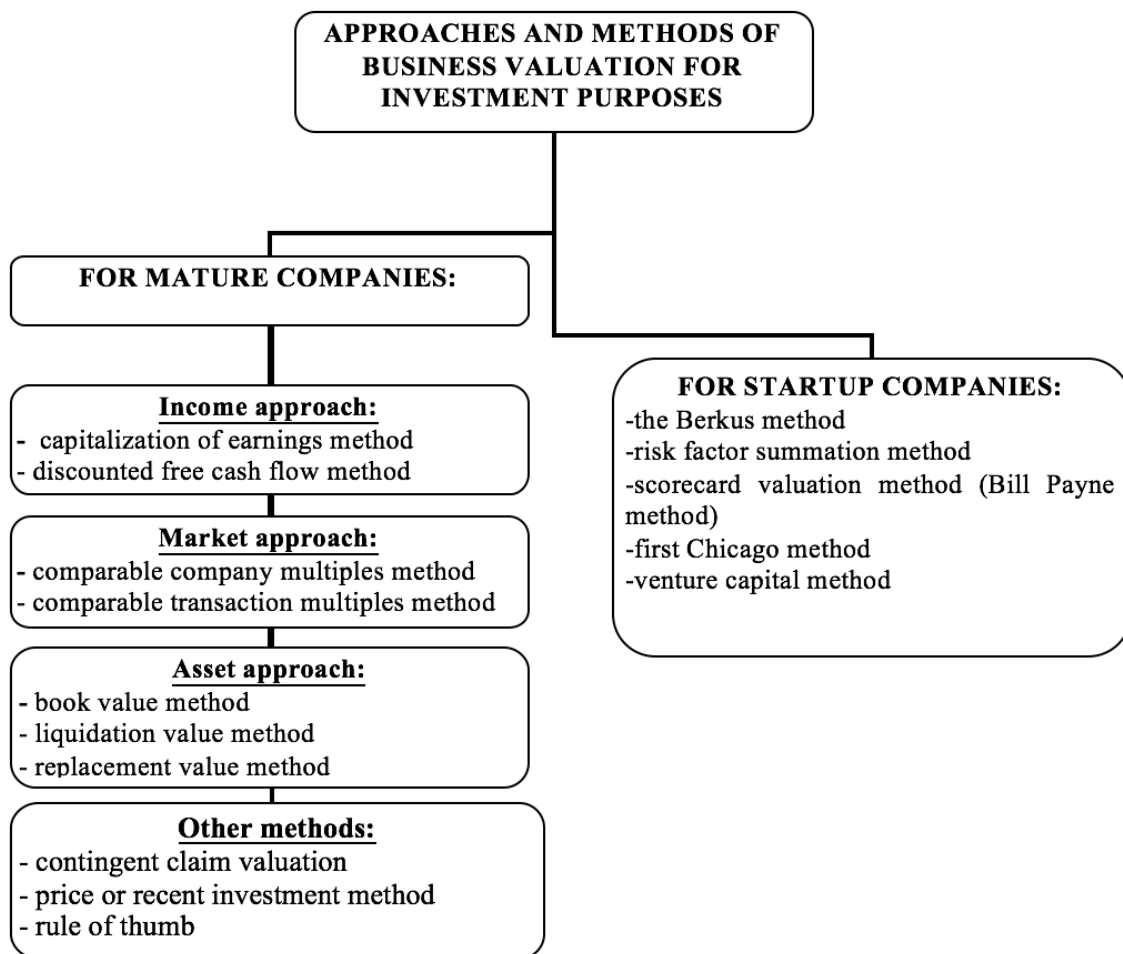 APPROACHES AND METHODS OF
BUSINESS VALUATION FOR
INVESTMENT PURPOSES
FOR MATURE COMPANIES:
Income approach:
- capitalization of earnings method
- discounted free cash flow method
Market approach:
- comparable company multiples method
- comparable transaction multiples method
Asset approach:
- book value method
- liquidation value method
- replacement value method
Other methods:
- contingent claim valuation
- price or recent investment method
- rule of thumb
FOR STARTUP COMPANIES:
-the Berkus method
-risk factor summation method
-scorecard valuation method (Bill Payne
method)
-first Chicago method
-venture capital method